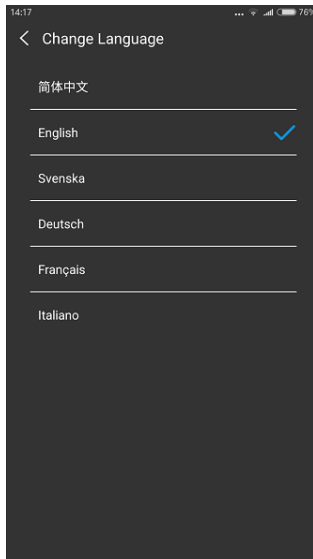 14:17
... 76%
Change Language
简体中文
English
Svenska
Deutsch
Français
Italiano